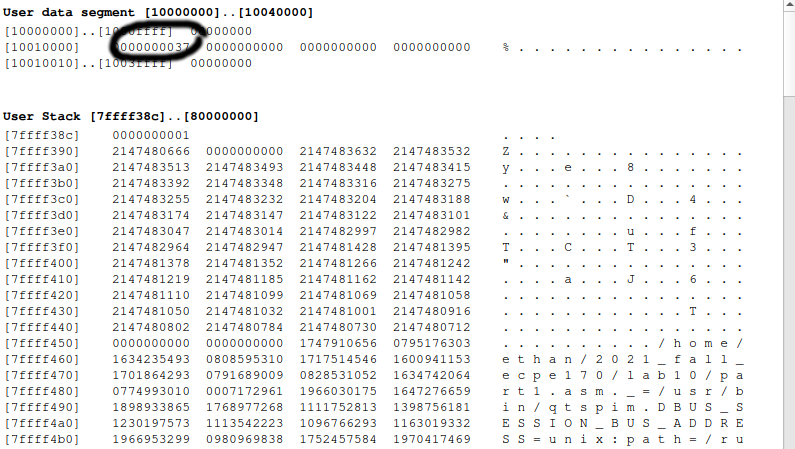 User data segment [10000000]..[10040000]
[10000000]..[1000ffff] 00000000
[10010000] 0000000037 0000000000 0000000000 0000000000 % . . . . . . . . . . . . . . .
[10010010]..[1003ffff] 00000000
User Stack [7ffff38c]..[80000000]
[7ffff38c] 0000000001 . . . .
[7ffff390] 2147480666 0000000000 2147483632 2147483532 Z . . . . . . . . . . . . . . .
[7ffff3a0] 2147483513 2147483493 2147483448 2147483415 y . . . e . . . 8 . . . . . . .
[7ffff3b0] 2147483392 2147483348 2147483316 2147483275 . . . . . . . . . . . . . . . .
[7ffff3c0] 2147483255 2147483232 2147483204 2147483188 w . . . ` . . . D . . . 4 . . .
[7ffff3d0] 2147483174 2147483147 2147483122 2147483101 & . . . . . . . . . . . . . . .
[7ffff3e0] 2147483047 2147483014 2147482997 2147482982 . . . . . . . . u . . . f . . .
[7ffff3f0] 2147482964 2147482947 2147481428 2147481395 T . . . C . . . T . . . 3 . . .
[7ffff400] 2147481378 2147481352 2147481266 2147481242 " . . . . . . . . . . . . . . .
[7ffff410] 2147481219 2147481185 2147481162 2147481142 . . . . a . . . J . . . 6 . . .
[7ffff420] 2147481110 2147481099 2147481069 2147481058 . . . . . . . . . . . . . . . .
[7ffff430] 2147481050 2147481032 2147481001 2147480916 . . . . . . . . . . . . T . . .
[7ffff440] 2147480802 2147480784 2147480730 2147480712 . . . . . . . . . . . . . . . .
[7ffff450] 0000000000 0000000000 1747910656 0795176303 . . . . . . . . . . / h o m e /
[7ffff460] 1634235493 0808595310 1717514546 1600941153 e t h a n / 2 0 2 1 _ f a l l _
[7ffff470] 1701864293 0791689009 0828531052 1634742064 e c p e 1 7 0 / l a b 1 0 / p a
[7ffff480] 0774993010 0007172961 1966030175 1647276659 r t 1 . a s m . _ = / u s r / b
[7ffff490] 1898933865 1768977268 1111752813 1398756181 i n / q t s p i m . D B U S _ S
[7ffff4a0] 1230197573 1113542223 1096766293 1163019332 E S S I O N _ B U S _ A D D R E
[7ffff4b0] 1966953299 0980969838 1752457584 1970417469 S S = u n i x : p a t h = / r u